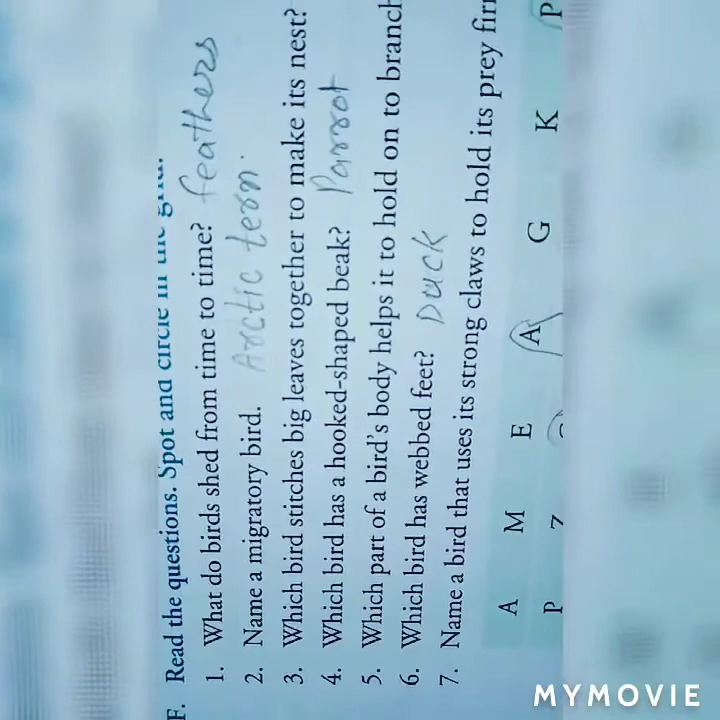 F. Read the questions. Spot and circle in the grid.
1. What do birds shed from time to time? feathers
2. Name a migratory bird. Arctic tern.
3. Which bird stitches big leaves together to make its nest?
4. Which bird has a hooked-shaped beak? Parrot
5. Which part of a bird's body helps it to hold on to branch
6. Which bird has webbed feet? Duck
7. Name a bird that uses its strong claws to hold its prey fir
A M E A G K P
P Z
MYMOVIE